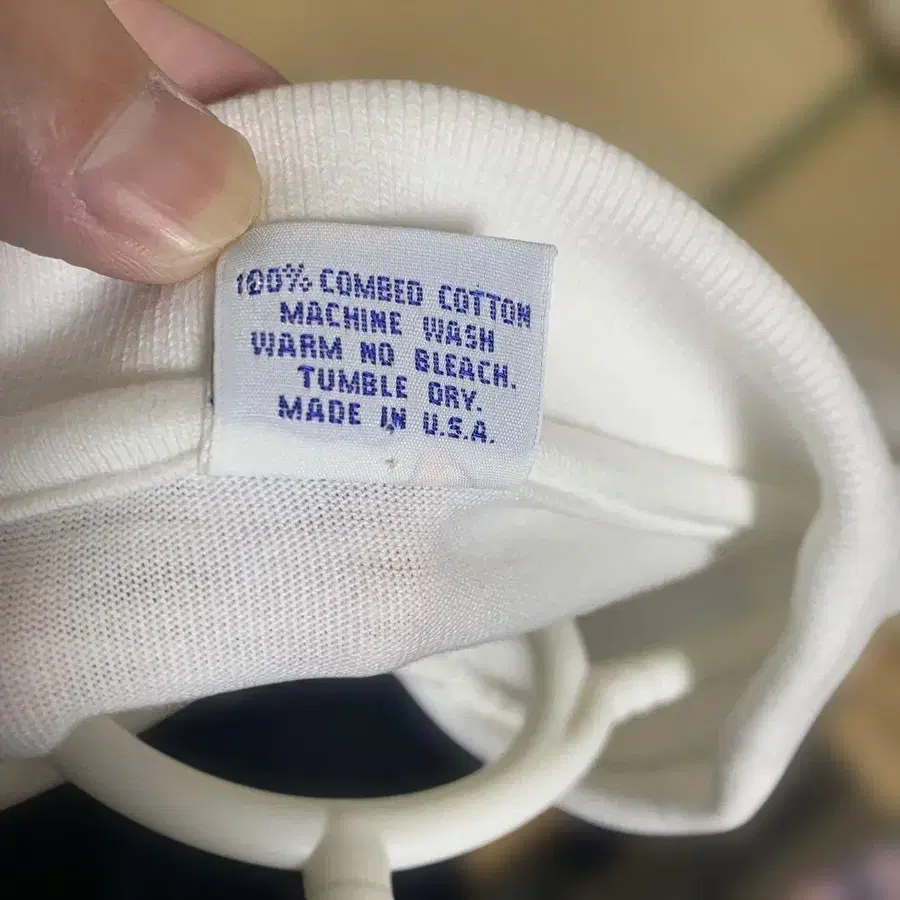 100% COMBED COTTON
MACHINE WASH
WARM NO BLEACH.
TUMBLE DRY.
MADE IN U.S.A.